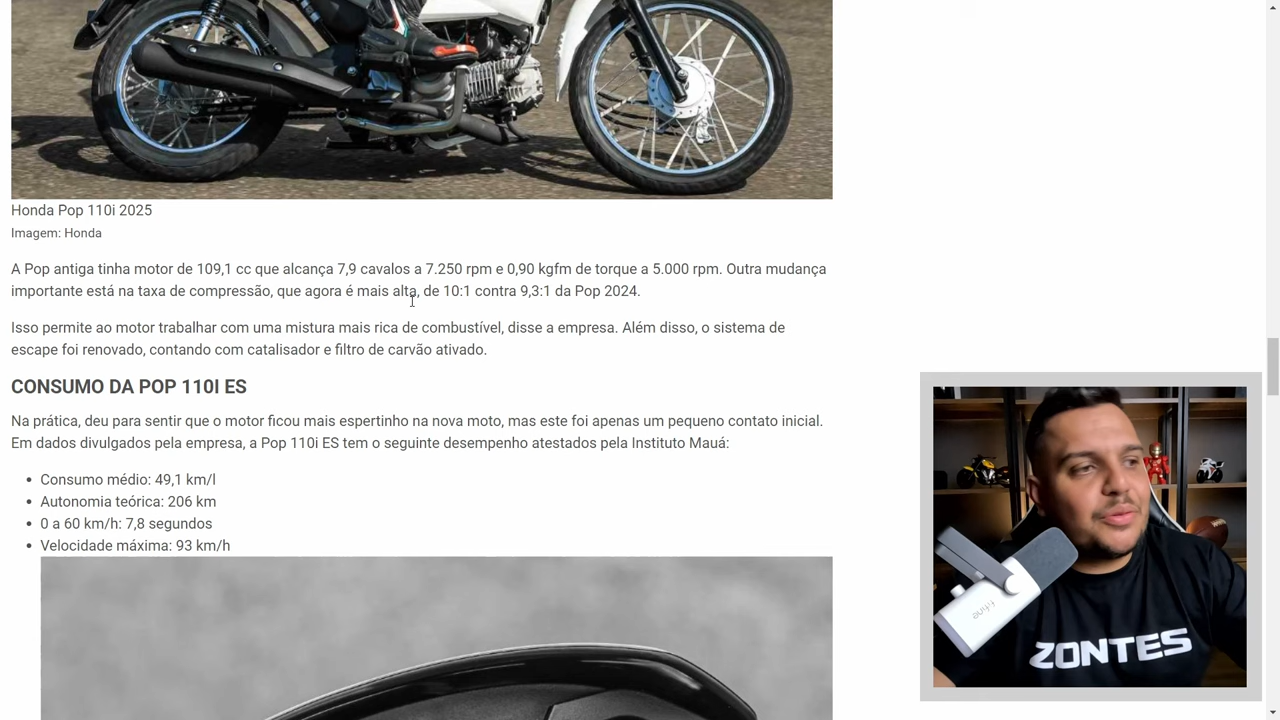 Honda Pop 110i 2025
Imagem: Honda
A Pop antiga tinha motor de 109,1 cc que alcança 7,9 cavalos a 7.250 rpm e 0,90 kgfm de torque a 5.000 rpm. Outra mudança
importante está na taxa de compressão, que agora é mais alta, de 10:1 contra 9,3:1 da Pop 2024.
Isso permite ao motor trabalhar com uma mistura mais rica de combustível, disse a empresa. Além disso, o sistema de
escape foi renovado, contando com catalisador e filtro de carvão ativado.
CONSUMO DA POP 110I ES
Na prática, deu para sentir que o motor ficou mais espertinho na nova moto, mas este foi apenas um pequeno contato inicial.
Em dados divulgados pela empresa, a Pop 110i ES tem o seguinte desempenho atestados pela Instituto Mauá:
• Consumo médio: 49,1 km/l
• Autonomia teórica: 206 km
• 0 a 60 km/h: 7,8 segundos
• Velocidade máxima: 93 km/h
fifine
ZONTES